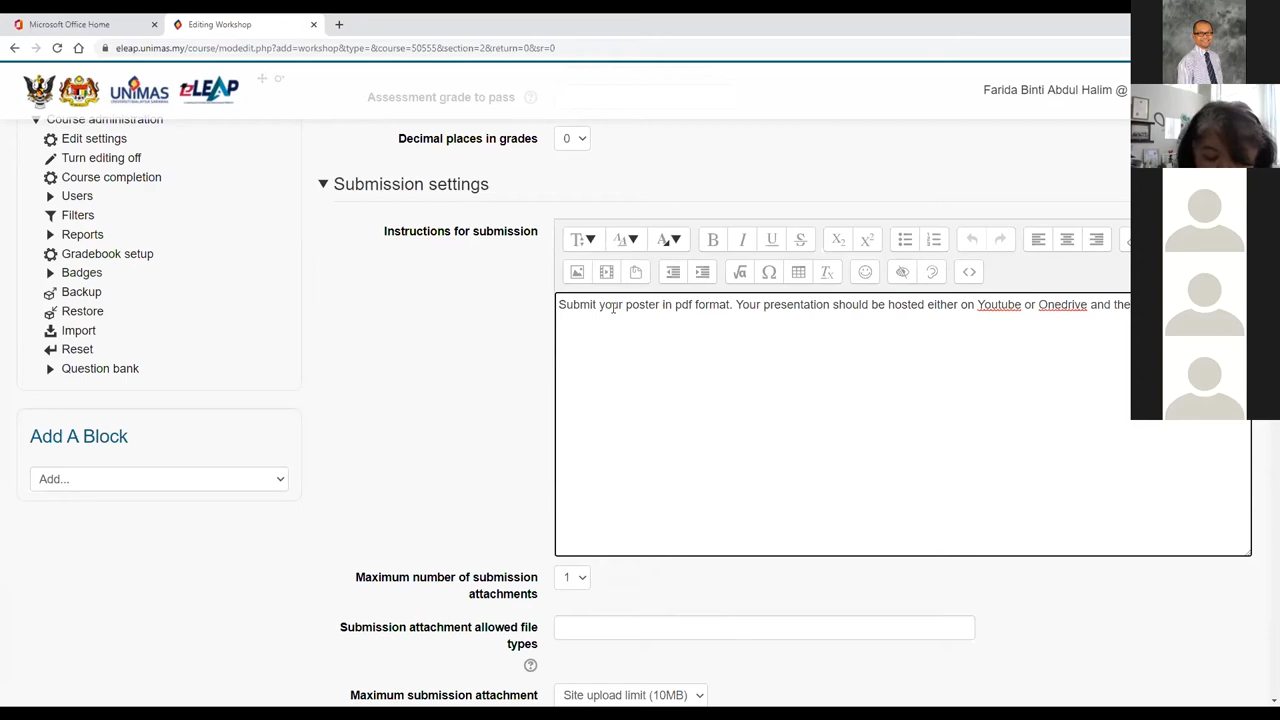 Microsoft Office Home
Editing Workshop
eleap.unimas.my/course/modedit.php?add=workshop&type=&course=50555&section=2&return=0&sr=0
UNIMAS
eLEAP
Assessment grade to pass
Farida Binti Abdul Halim @
Course administration
Edit settings
Turn editing off
Course completion
Users
Filters
Reports
Gradebook setup
Badges
Backup
Restore
Import
Reset
Question bank
Add A Block
Add...
Decimal places in grades
0
Submission settings
Instructions for submission
Submit your poster in pdf format. Your presentation should be hosted either on Youtube or Onedrive and the
Maximum number of submission
attachments
1
Submission attachment allowed file
types
Maximum submission attachment
Site upload limit (10MB)